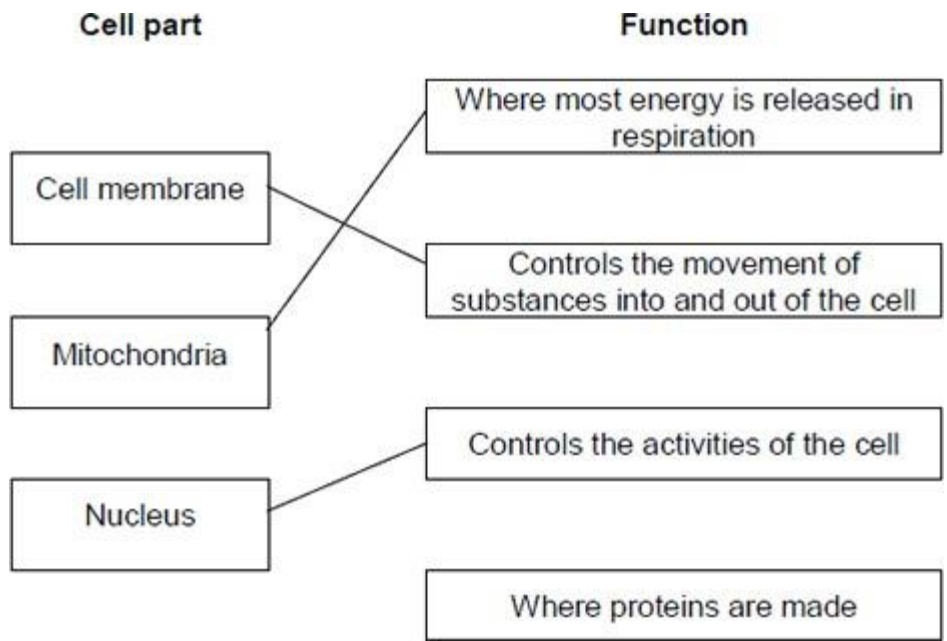 Cell part
Function
Where most energy is released in
respiration
Cell membrane
Controls the movement of
substances into and out of the cell
Mitochondria
Controls the activities of the cell
Nucleus
Where proteins are made